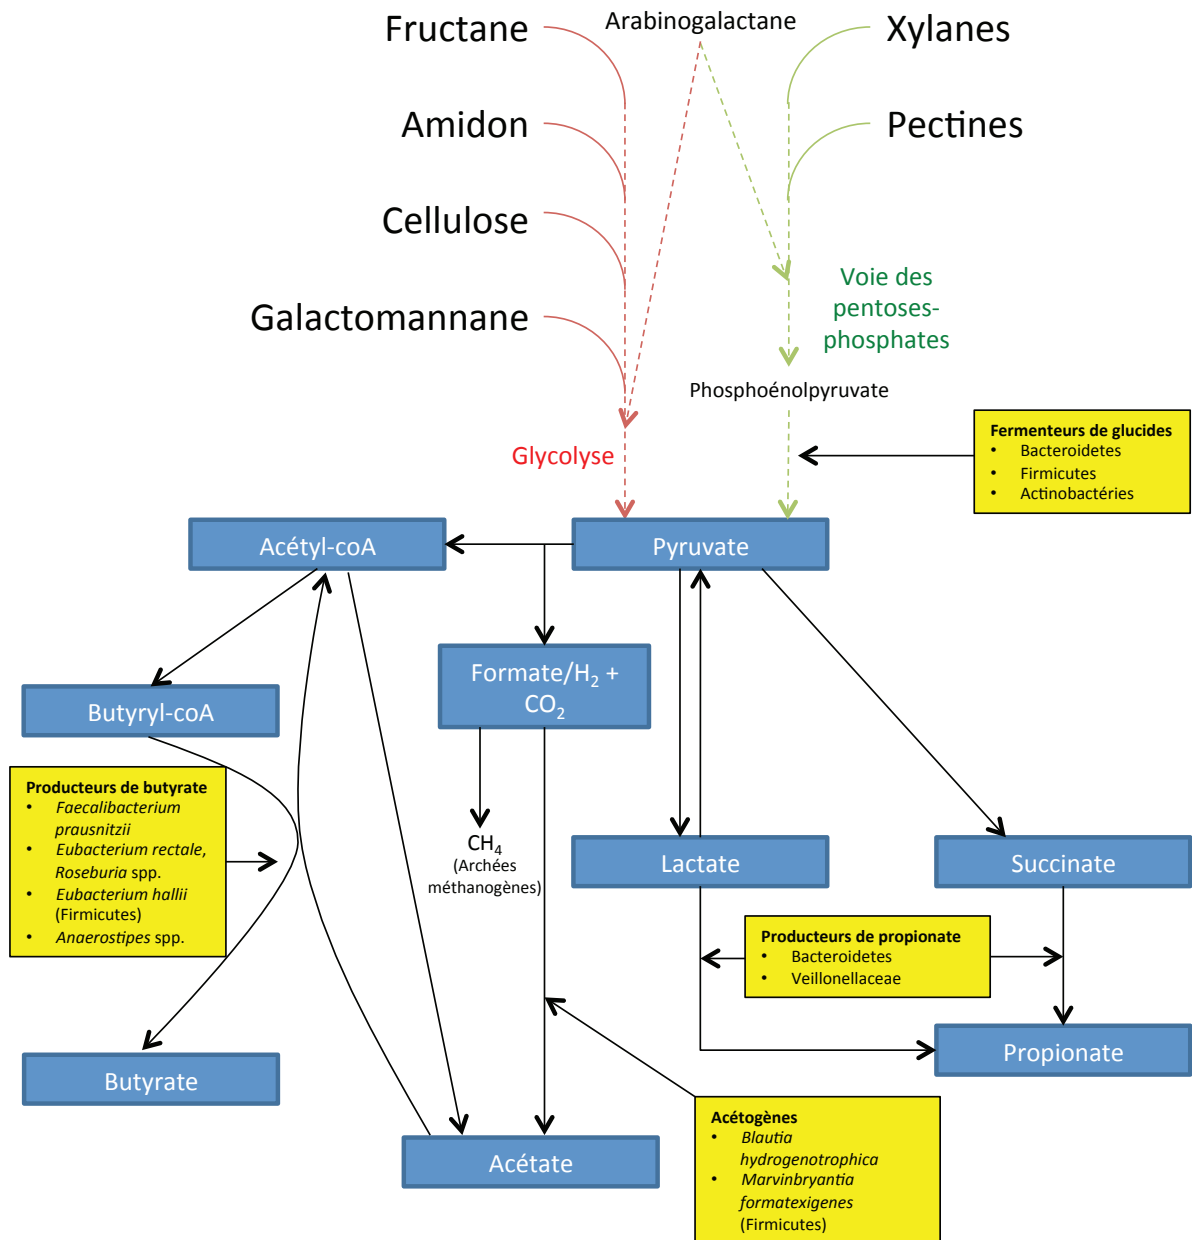 Fructane
Arabinogalactane
Xylanes
Amidon
Pectines
Cellulose
Galactomannane
Voie des
pentoses-
phosphates
Phosphoénolpyruvate
Glycolyse
Fermenteurs de glucides
• Bacteroidetes
• Firmicutes
• Actinobactéries
Acétyl-coA
Pyruvate
Formate/H₂ +
CO₂
Butyryl-coA
Producteurs de butyrate
• Faecalibacterium
prausnitzii
• Eubacterium rectale,
Roseburia spp.
• Eubacterium hallii
(Firmicutes)
• Anaerostipes spp.
CH₄
(Archées
méthanogènes)
Lactate
Succinate
Producteurs de propionate
• Bacteroidetes
• Veillonellaceae
Butyrate
Propionate
Acétate
Acétogènes
• Blautia
hydrogenotrophica
• Marvinbryantia
formatexigenes
(Firmicutes)